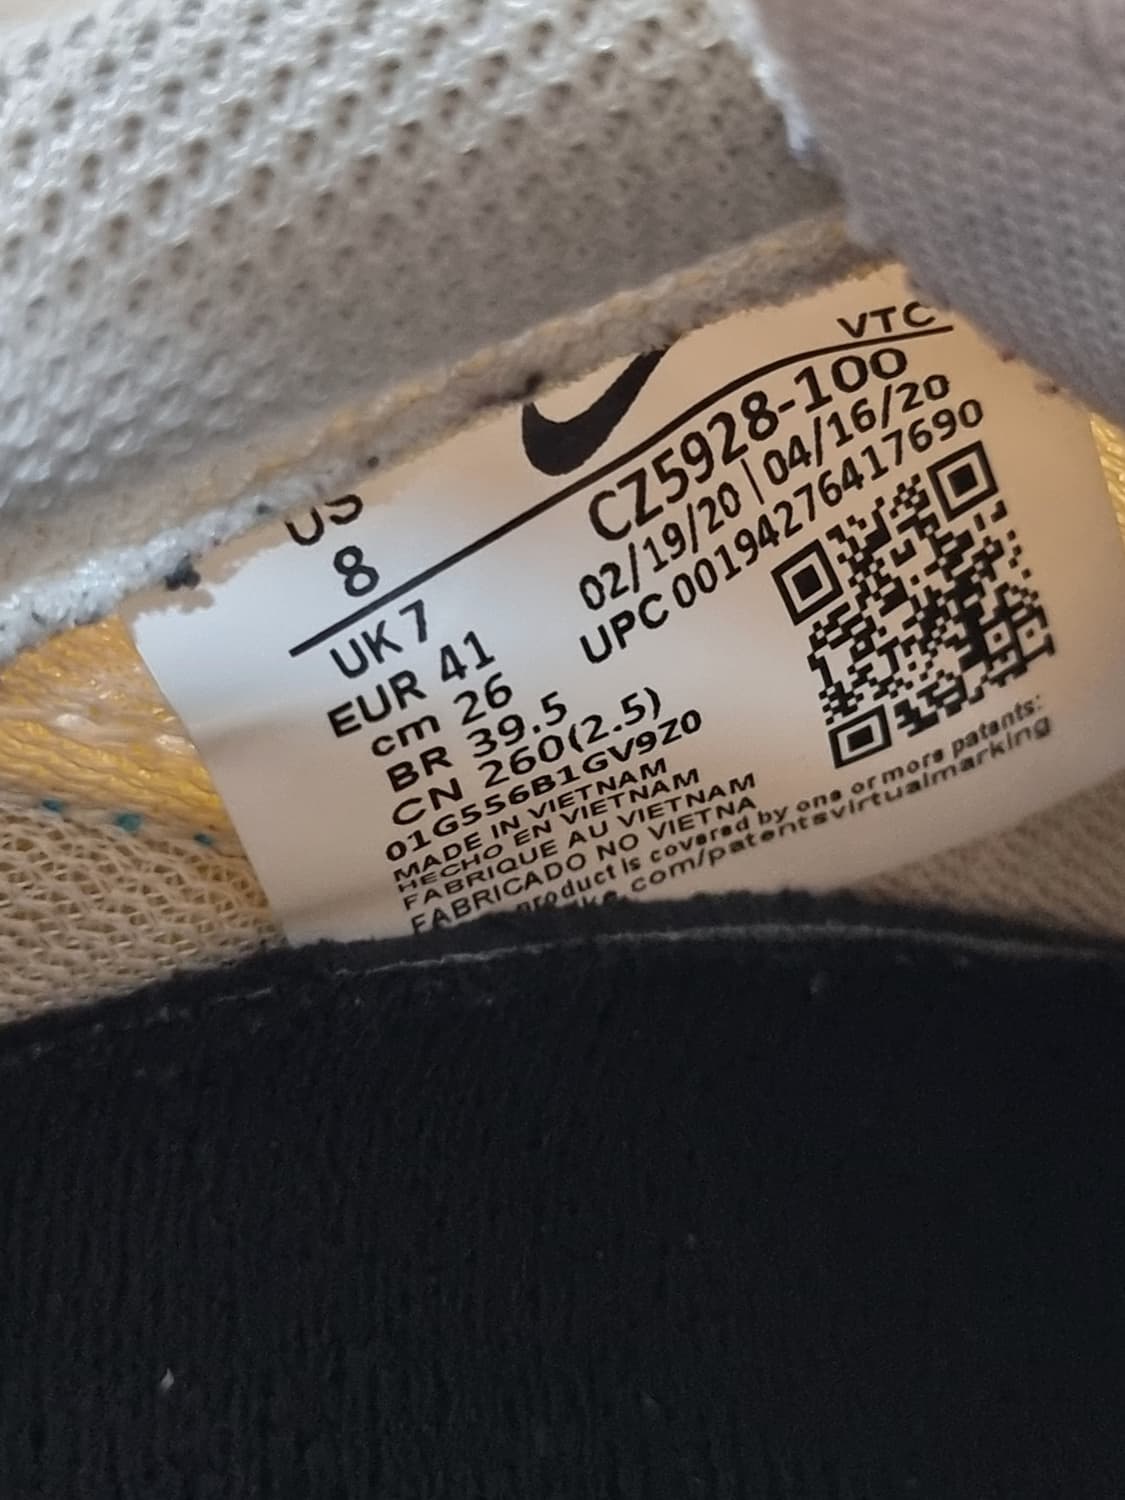 VTC
US
8
CZ5928-100
02/19/20 | 04/16/20
UPC 00194276417690
UK 7
EUR 41
cm 26
BR 39.5
CN 260(2.5)
01G556B1GV9Z0
MADE IN VIETNAM
HECHO EN VIETNAM
FABRIQUE AU VIETNAM
FABRICADO NO VIETNA
product is covered by one or more patents:
.com/patentsvirtualmarking